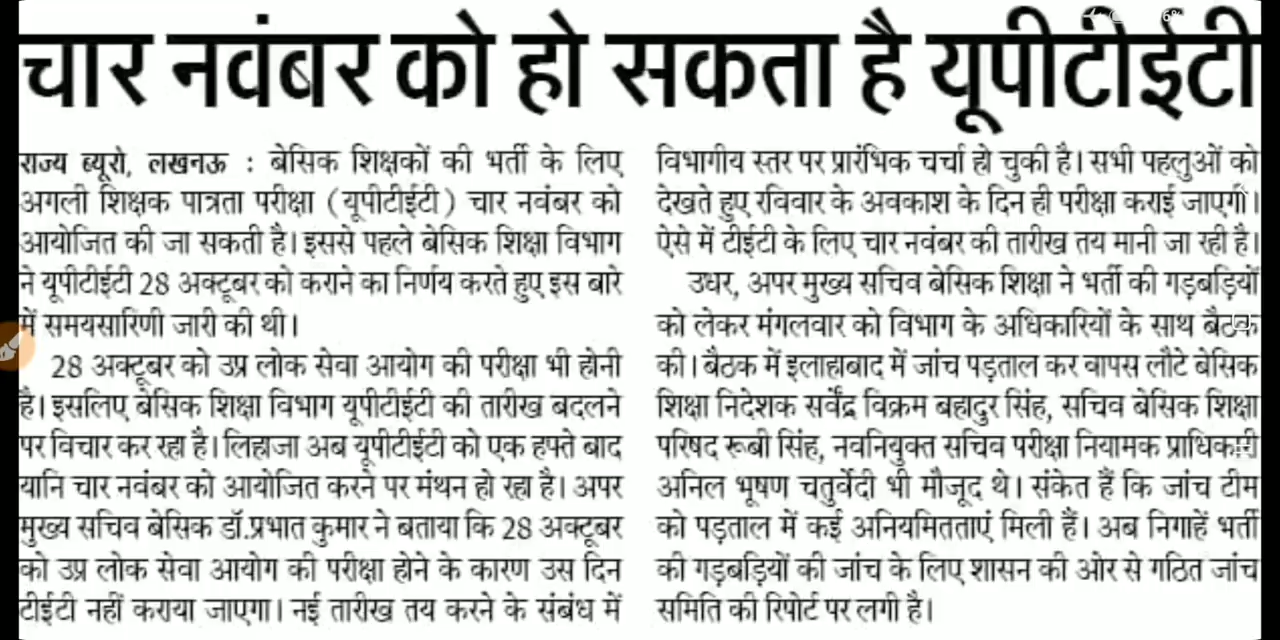 चार नवंबर को हो सकता है यूपीटीईटी
राज्य ब्यूरो, लखनऊ : बेसिक शिक्षकों की भर्ती के लिए
अगली शिक्षक पात्रता परीक्षा (यूपीटीईटी) चार नवंबर को
आयोजित की जा सकती है। इससे पहले बेसिक शिक्षा विभाग
ने यूपीटीईटी 28 अक्टूबर को कराने का निर्णय करते हुए इस बारे
में समयसारिणी जारी की थी।
28 अक्टूबर को उप्र लोक सेवा आयोग की परीक्षा भी होनी
है। इसलिए बेसिक शिक्षा विभाग यूपीटीईटी की तारीख बदलने
पर विचार कर रहा है। लिहाजा अब यूपीटीईटी को एक हफ्ते बाद
यानि चार नवंबर को आयोजित करने पर मंथन हो रहा है। अपर
मुख्य सचिव बेसिक डॉ.प्रभात कुमार ने बताया कि 28 अक्टूबर
को उप्र लोक सेवा आयोग की परीक्षा होने के कारण उस दिन
टीईटी नहीं कराया जाएगा। नई तारीख तय करने के संबंध में
विभागीय स्तर पर प्रारंभिक चर्चा हो चुकी है। सभी पहलुओं को
देखते हुए रविवार के अवकाश के दिन ही परीक्षा कराई जाएगी।
ऐसे में टीईटी के लिए चार नवंबर की तारीख तय मानी जा रही है।
उधर, अपर मुख्य सचिव बेसिक शिक्षा ने भर्ती की गड़बड़ियों
को लेकर मंगलवार को विभाग के अधिकारियों के साथ बैठक
की। बैठक में इलाहाबाद में जांच पड़ताल कर वापस लौटे बेसिक
शिक्षा निदेशक सर्वेंद्र विक्रम बहादुर सिंह, सचिव बेसिक शिक्षा
परिषद रूबी सिंह, नवनियुक्त सचिव परीक्षा नियामक प्राधिकारी
अनिल भूषण चतुर्वेदी भी मौजूद थे। संकेत हैं कि जांच टीम
को पड़ताल में कई अनियमितताएं मिली हैं। अब निगाहें भर्ती
की गड़बड़ियों की जांच के लिए शासन की ओर से गठित जांच
समिति की रिपोर्ट पर लगी है।